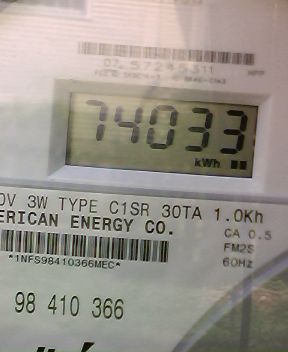 74033
kWh
0V 3W TYPE C1SR 30TA 1.0Kh
ERICAN ENERGY CO.
CA 0.5
FM2S
60Hz
*1NFS98410366MEC*
98 410 366